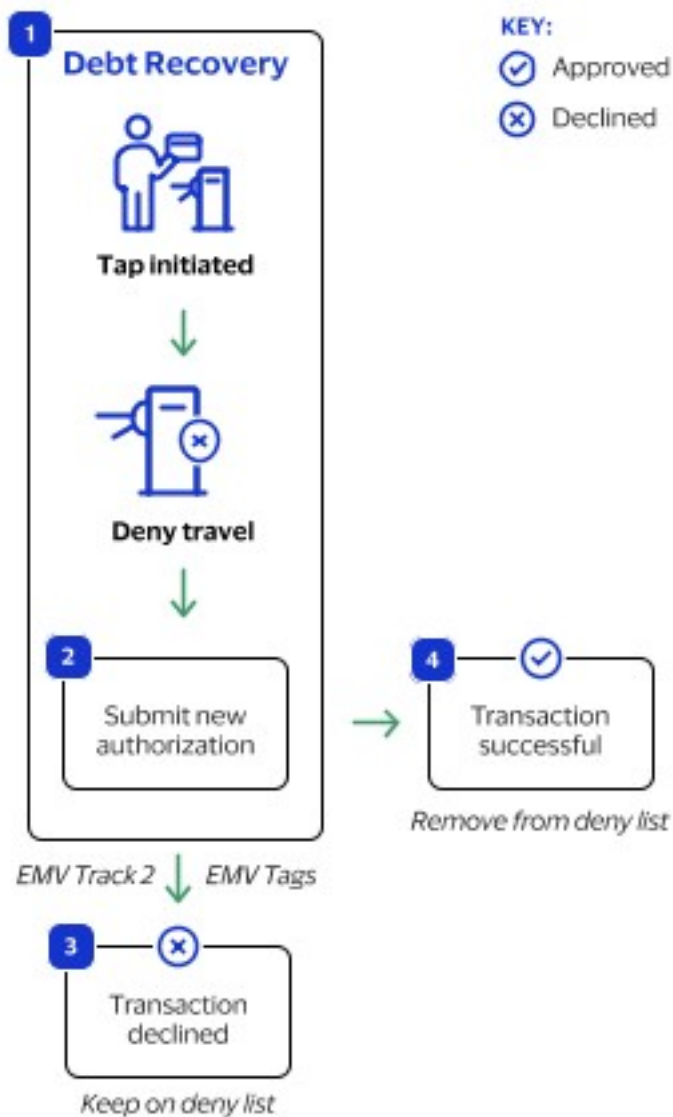 1
Debt Recovery
KEY:
Approved
Declined
Tap initiated
Deny travel
2
Submit new
authorization
4
Transaction
successful
Remove from deny list
EMV Track 2
EMV Tags
3
Transaction
declined
Keep on deny list